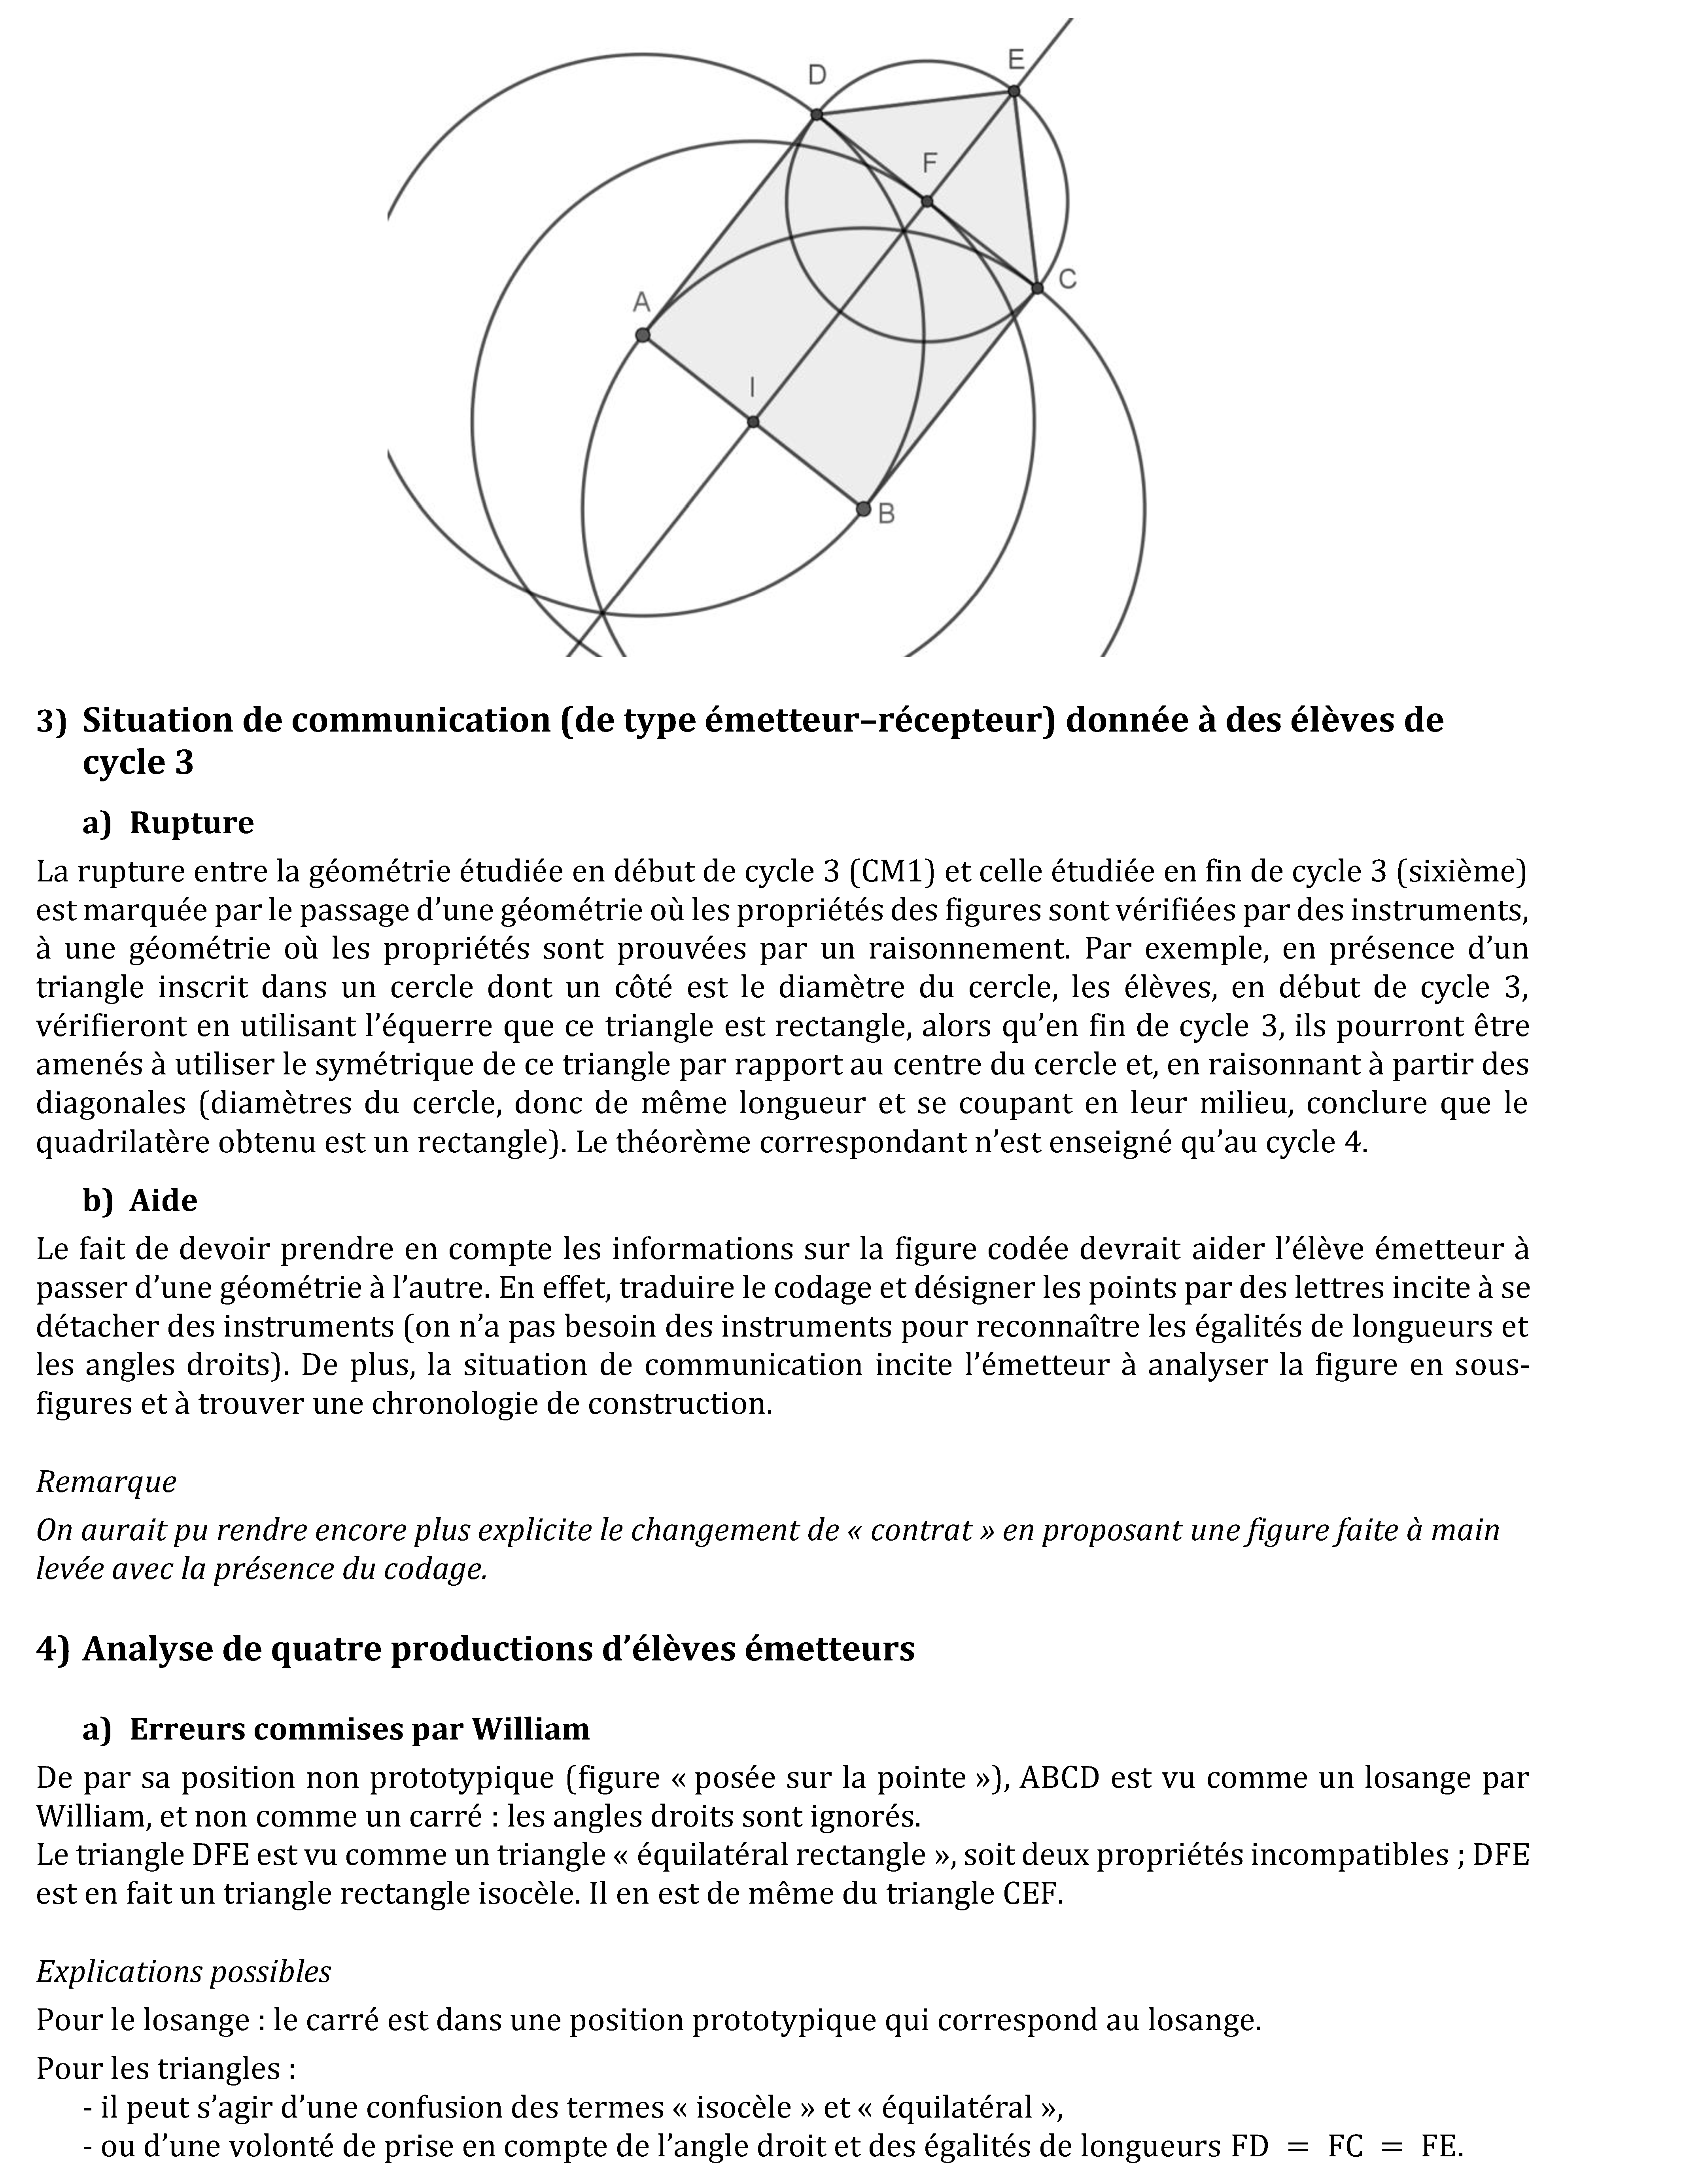 D
E
F
C
A
I
B
3) Situation de communication (de type émetteur–récepteur) donnée à des élèves de
cycle 3
a) Rupture
La rupture entre la géométrie étudiée en début de cycle 3 (CM1) et celle étudiée en fin de cycle 3 (sixième)
est marquée par le passage d’une géométrie où les propriétés des figures sont vérifiées par des instruments,
à une géométrie où les propriétés sont prouvées par un raisonnement. Par exemple, en présence d’un
triangle inscrit dans un cercle dont un côté est le diamètre du cercle, les élèves, en début de cycle 3,
vérifieront en utilisant l’équerre que ce triangle est rectangle, alors qu’en fin de cycle 3, ils pourront être
amenés à utiliser le symétrique de ce triangle par rapport au centre du cercle et, en raisonnant à partir des
diagonales (diamètres du cercle, donc de même longueur et se coupant en leur milieu, conclure que le
quadrilatère obtenu est un rectangle). Le théorème correspondant n’est enseigné qu’au cycle 4.
b) Aide
Le fait de devoir prendre en compte les informations sur la figure codée devrait aider l’élève émetteur à
passer d’une géométrie à l’autre. En effet, traduire le codage et désigner les points par des lettres incite à se
détacher des instruments (on n’a pas besoin des instruments pour reconnaître les égalités de longueurs et
les angles droits). De plus, la situation de communication incite l’émetteur à analyser la figure en sous-
figures et à trouver une chronologie de construction.
Remarque
On aurait pu rendre encore plus explicite le changement de « contrat » en proposant une figure faite à main
levée avec la présence du codage.
4) Analyse de quatre productions d’élèves émetteurs
a) Erreurs commises par William
De par sa position non prototypique (figure « posée sur la pointe »), ABCD est vu comme un losange par
William, et non comme un carré : les angles droits sont ignorés.
Le triangle DFE est vu comme un triangle « équilatéral rectangle », soit deux propriétés incompatibles ; DFE
est en fait un triangle rectangle isocèle. Il en est de même du triangle CEF.
Explications possibles
Pour le losange : le carré est dans une position prototypique qui correspond au losange.
Pour les triangles :
- il peut s’agir d’une confusion des termes « isocèle » et « équilatéral »,
- ou d’une volonté de prise en compte de l’angle droit et des égalités de longueurs FD = FC = FE.